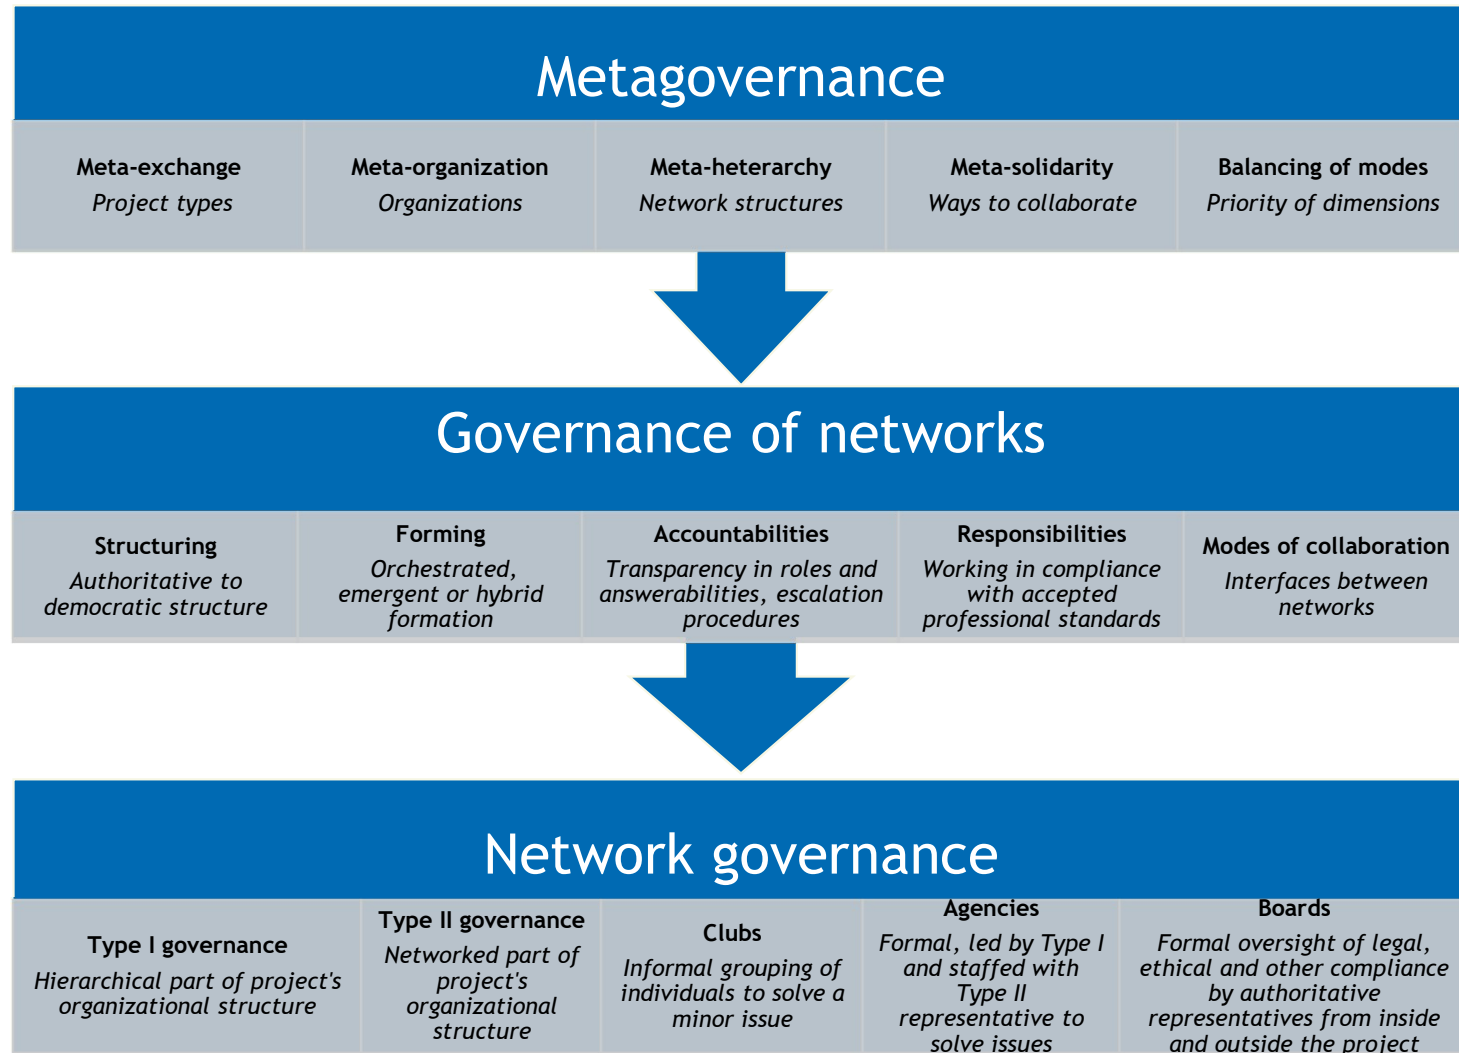 Metagovernance
Meta-exchange
Project types
Meta-organization
Organizations
Meta-heterarchy
Network structures
Meta-solidarity
Ways to collaborate
Balancing of modes
Priority of dimensions
Governance of networks
Structuring
Authoritative to
democratic structure
Forming
Orchestrated,
emergent or hybrid
formation
Accountabilities
Transparency in roles and
answerabilities, escalation
procedures
Responsibilities
Working in compliance
with accepted
professional standards
Modes of collaboration
Interfaces between
networks
Network governance
Type I governance
Hierarchical part of project's
organizational structure
Type II governance
Networked part of
project's
organizational
structure
Clubs
Informal grouping of
individuals to solve a
minor issue
Agencies
Formal, led by Type I
and staffed with
Type II
representative to
solve issues
Boards
Formal oversight of legal,
ethical and other compliance
by authoritative
representatives from inside
and outside the project